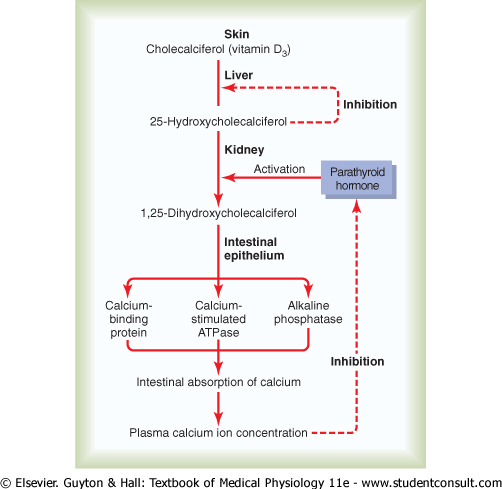 Skin
Cholecalciferol (vitamin D3)
Liver
Inhibition
25-Hydroxycholecalciferol
Kidney
Activation
Parathyroid
hormone
1,25-Dihydroxycholecalciferol
Intestinal
epithelium
Calcium-
binding
protein
Calcium-
stimulated
ATPase
Alkaline
phosphatase
Inhibition
Intestinal absorption of calcium
Plasma calcium ion concentration
© Elsevier. Guyton & Hall: Textbook of Medical Physiology 11e - www.studentconsult.com